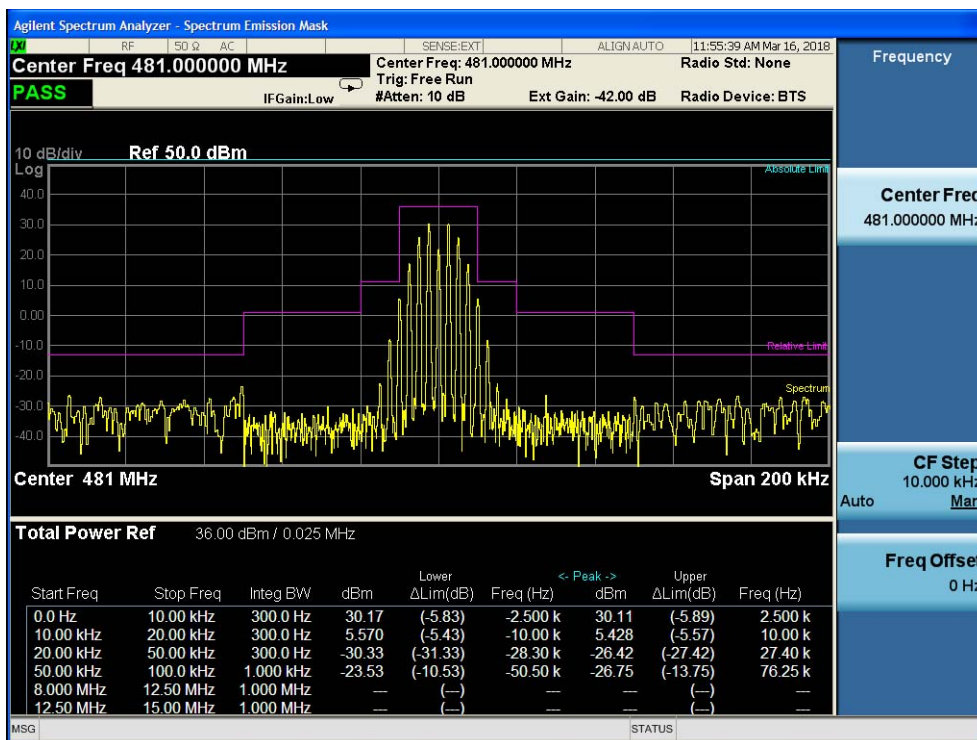 Agilent Spectrum Analyzer - Spectrum Emission Mask
LXI RF 50 Ω AC SENSE:EXT ALIGN AUTO 11:55:39 AM Mar 16, 2018
Center Freq 481.000000 MHz
Center Freq: 481.000000 MHz
Radio Std: None
Trig: Free Run
PASS
IFGain:Low
#Atten: 10 dB
Ext Gain: -42.00 dB
Radio Device: BTS
10 dB/div Ref 50.0 dBm
Log
Absolute Limit
40.0
30.0
20.0
10.0
0.00
-10.0
Relative Limit
-20.0
Spectrum
-30.0
-40.0
Center 481 MHz
Span 200 kHz
Total Power Ref 36.00 dBm / 0.025 MHz
Lower <- Peak -> Upper
Start Freq Stop Freq Integ BW dBm ΔLim(dB) Freq (Hz) dBm ΔLim(dB) Freq (Hz)
0.0 Hz 10.00 kHz 300.0 Hz 30.17 (-5.83) -2.500 k 30.11 (-5.89) 2.500 k
10.00 kHz 20.00 kHz 300.0 Hz 5.570 (-5.43) -10.00 k 5.428 (-5.57) 10.00 k
20.00 kHz 50.00 kHz 300.0 Hz -30.33 (-31.33) -28.30 k -26.42 (-27.42) 27.40 k
50.00 kHz 100.0 kHz 1.000 kHz -23.53 (-10.53) -50.50 k -26.75 (-13.75) 76.25 k
8.000 MHz 12.50 MHz 1.000 MHz --- (---) --- --- (---) ---
12.50 MHz 15.00 MHz 1.000 MHz --- (---) --- --- (---) ---
MSG
STATUS
Frequency
Center Freq
481.000000 MHz
CF Step
10.000 kHz
Auto Man
Freq Offset
0 Hz